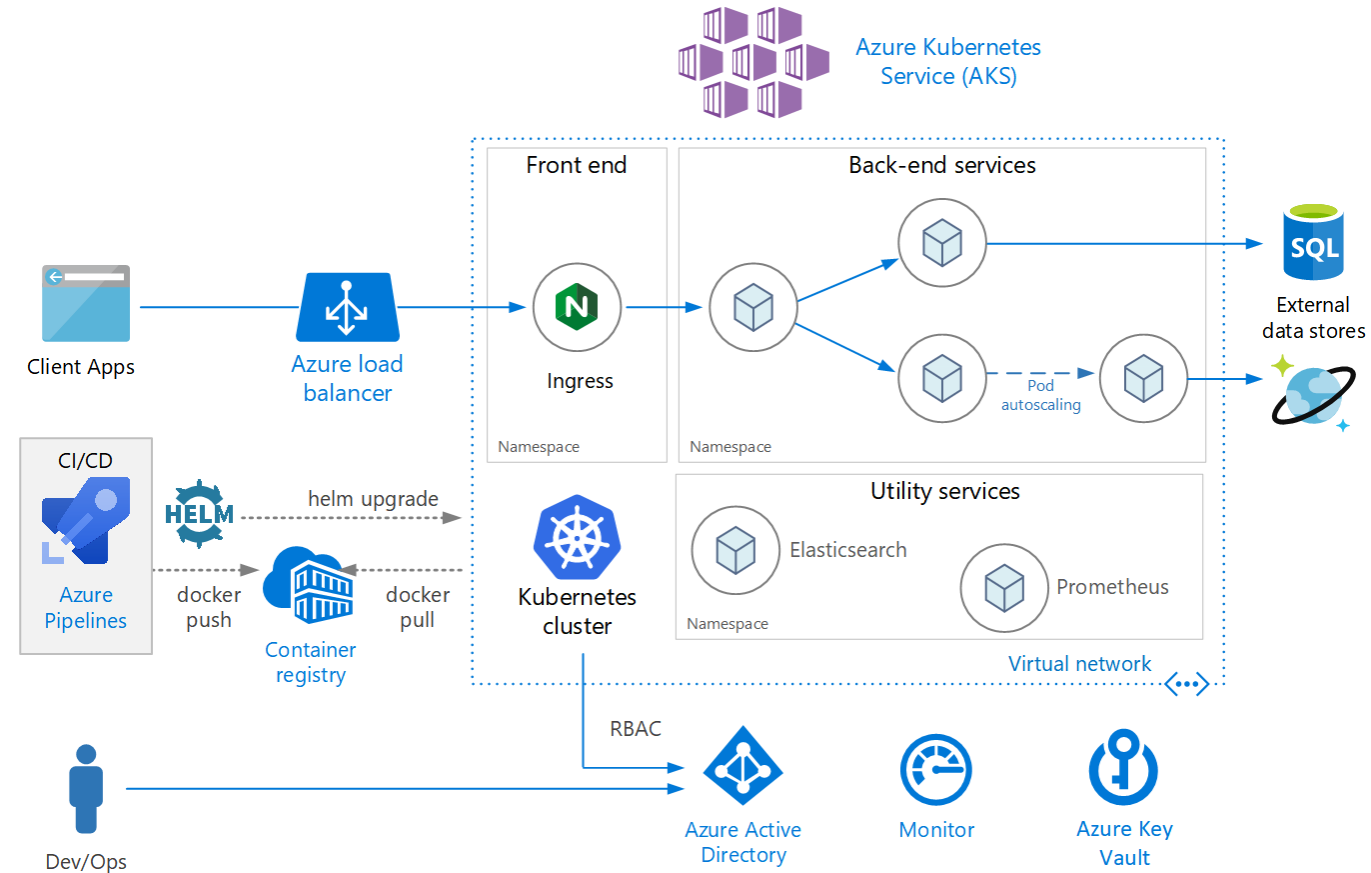 Azure Kubernetes
Service (AKS)
Front end
Back-end services
SQL
External
data stores
Client Apps
Azure load
balancer
Ingress
Pod
autoscaling
Namespace
Namespace
CI/CD
HELM
helm upgrade
Utility services
Elasticsearch
Prometheus
Azure
Pipelines
docker
push
docker
pull
Kubernetes
cluster
Namespace
Container
registry
Virtual network
RBAC
Azure Active
Directory
Monitor
Azure Key
Vault
Dev/Ops